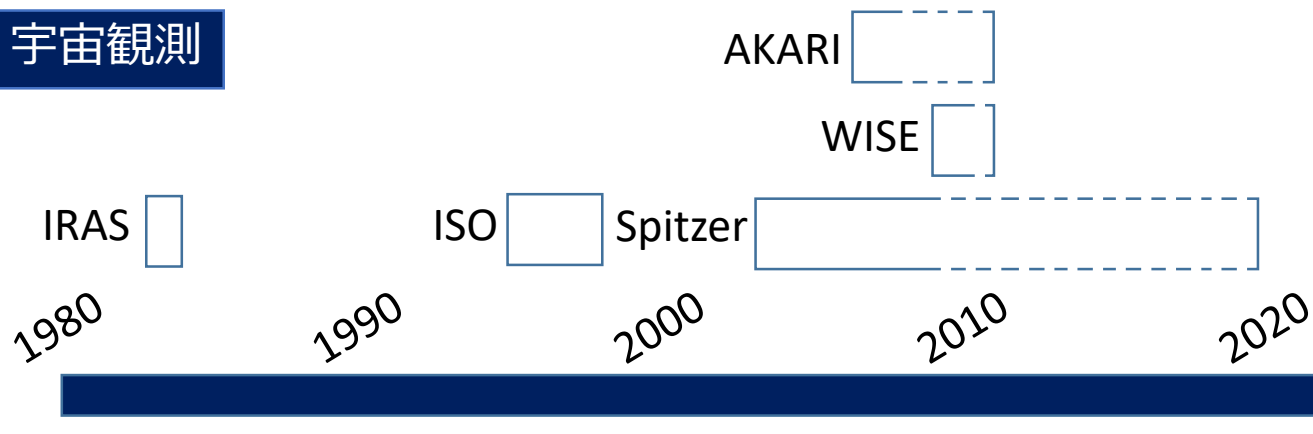 宇宙観測
AKARI
WISE
IRAS
ISO
Spitzer
1980
1990
2000
2010
2020